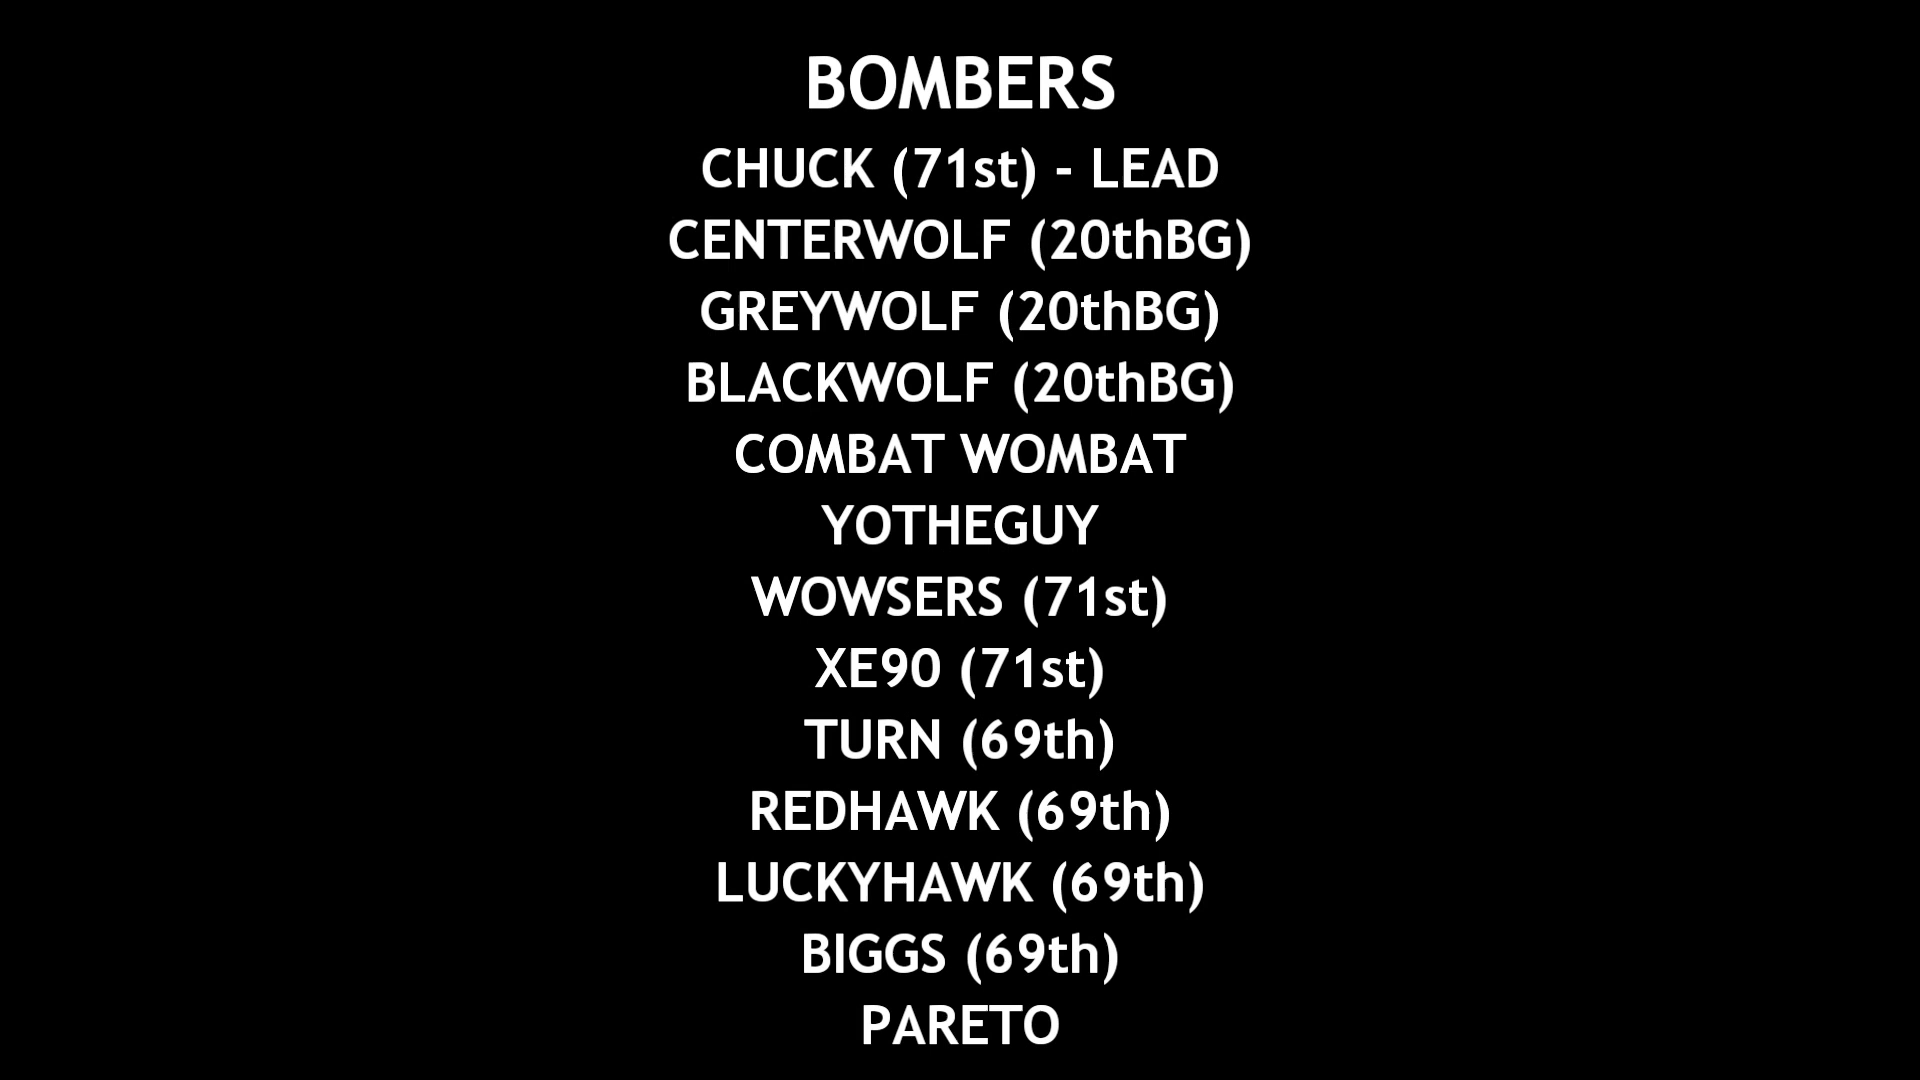 BOMBERS
CHUCK (71st) - LEAD
CENTERWOLF (20thBG)
GREYWOLF (20thBG)
BLACKWOLF (20thBG)
COMBAT WOMBAT
YOTHEGUY
WOWSERS (71st)
XE90 (71st)
TURN (69th)
REDHAWK (69th)
LUCKYHAWK (69th)
BIGGS (69th)
PARETO